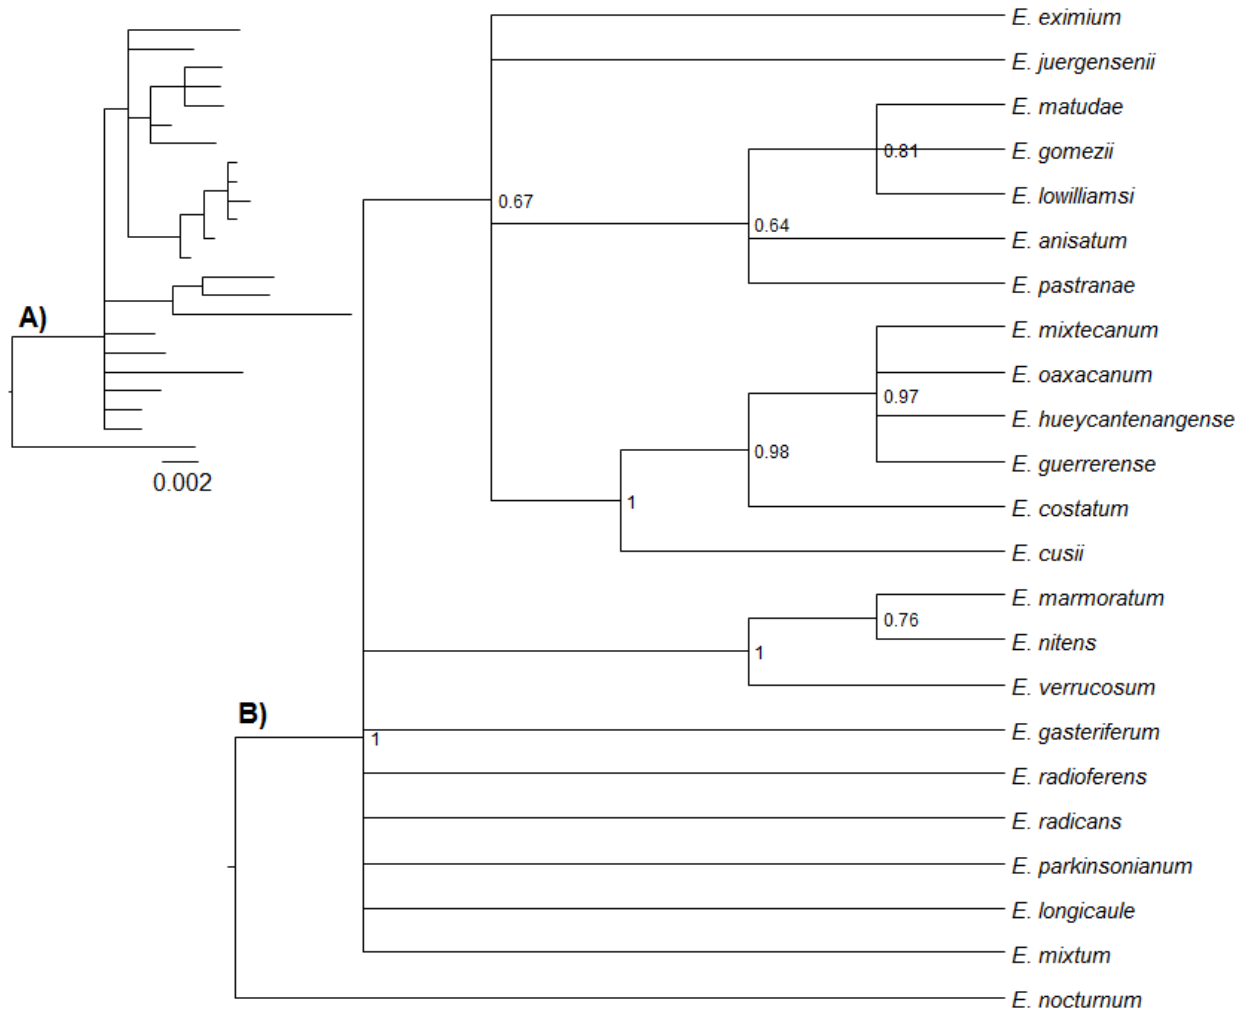 E. eximium
E. juergensenii
E. matudae
0.81
E. gomezii
E. lowilliamsi
0.67
0.64
E. anisatum
E. pastranae
A)
E. mixtecanum
E. oaxacanum
0.97
E. hueycantenangense
0.98
E. guerrerense
0.002
1
E. costatum
E. cusii
E. marmoratum
0.76
E. nitens
1
E. verrucosum
B)
1
E. gasteriferum
E. radioferens
E. radicans
E. parkinsonianum
E. longicaule
E. mixtum
E. nocturnum